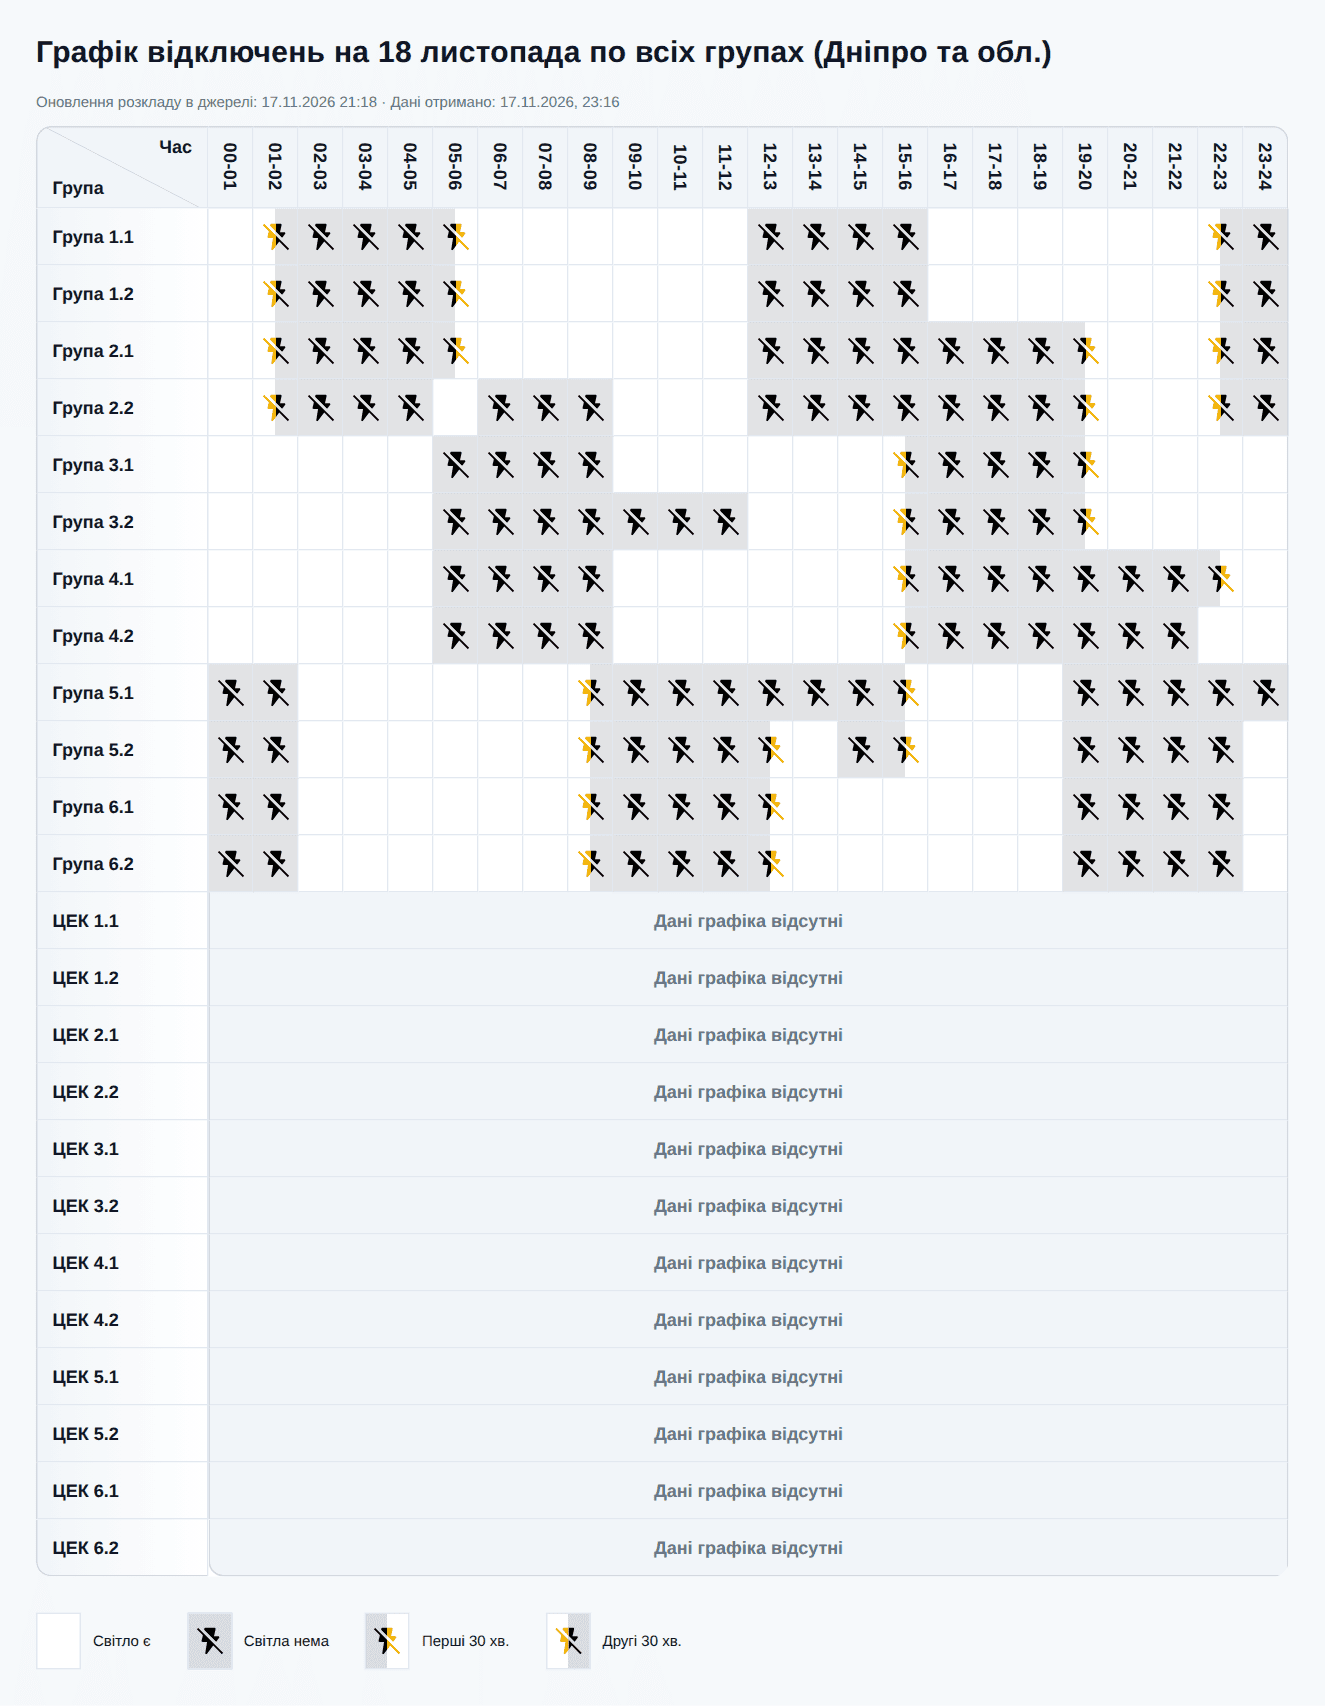 Графік відключень на 18 листопада по всіх групах (Дніпро та обл.)
Оновлення розкладу в джерелі: 17.11.2026 21:18 · Дані отримано: 17.11.2026, 23:16
Час
Група
00-01 01-02 02-03 03-04 04-05 05-06 06-07 07-08 08-09 09-10 10-11 11-12 12-13 13-14 14-15 15-16 16-17 17-18 18-19 19-20 20-21 21-22 22-23 23-24
Група 1.1
Група 1.2
Група 2.1
Група 2.2
Група 3.1
Група 3.2
Група 4.1
Група 4.2
Група 5.1
Група 5.2
Група 6.1
Група 6.2
ЦЕК 1.1 Дані графіка відсутні
ЦЕК 1.2 Дані графіка відсутні
ЦЕК 2.1 Дані графіка відсутні
ЦЕК 2.2 Дані графіка відсутні
ЦЕК 3.1 Дані графіка відсутні
ЦЕК 3.2 Дані графіка відсутні
ЦЕК 4.1 Дані графіка відсутні
ЦЕК 4.2 Дані графіка відсутні
ЦЕК 5.1 Дані графіка відсутні
ЦЕК 5.2 Дані графіка відсутні
ЦЕК 6.1 Дані графіка відсутні
ЦЕК 6.2 Дані графіка відсутні
Світло є Світла нема Перші 30 хв. Другі 30 хв.